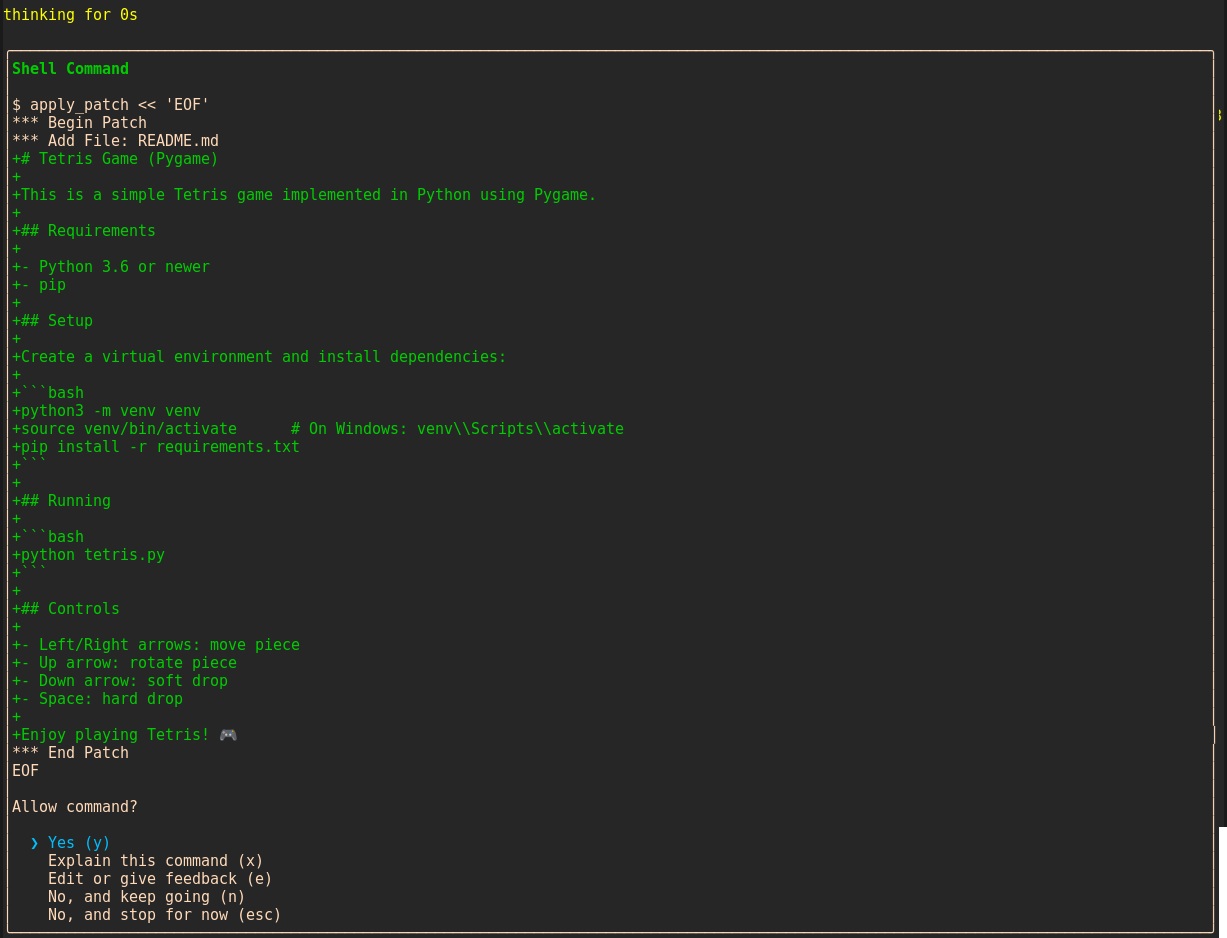 thinking for 0s
Shell Command
$ apply_patch << 'EOF'
*** Begin Patch
*** Add File: README.md
+# Tetris Game (Pygame)
+
+This is a simple Tetris game implemented in Python using Pygame.
+
+## Requirements
+
+- Python 3.6 or newer
+- pip
+
+## Setup
+
+Create a virtual environment and install dependencies:
+
+```bash
+python3 -m venv venv
+source venv/bin/activate      # On Windows: venv\\Scripts\\activate
+pip install -r requirements.txt
+```
+
+## Running
+
+```bash
+python tetris.py
+```
+
+## Controls
+
+- Left/Right arrows: move piece
+- Up arrow: rotate piece
+- Down arrow: soft drop
+- Space: hard drop
+
+Enjoy playing Tetris! 🎮
*** End Patch
EOF
Allow command?
❯ Yes (y)
Explain this command (x)
Edit or give feedback (e)
No, and keep going (n)
No, and stop for now (esc)